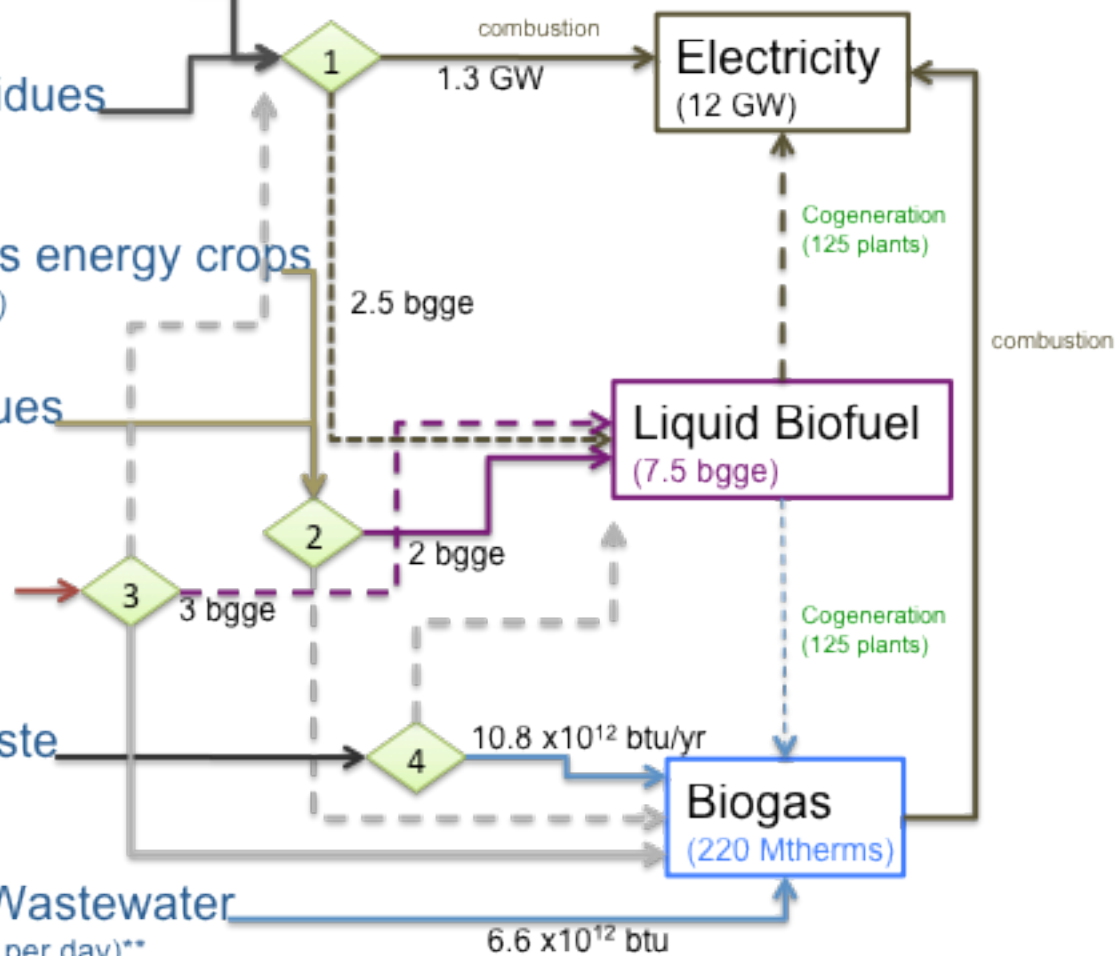 combustion
1
1.3 GW
Electricity
(12 GW)
idues
Cogeneration
(125 plants)
s energy crops
)
2.5 bgge
combustion
ues
Liquid Biofuel
(7.5 bgge)
2
2 bgge
3
3 bgge
Cogeneration
(125 plants)
ste
10.8 x10¹² btu/yr
4
Biogas
(220 Mtherms)
Wastewater
per day)**
6.6 x10¹² btu